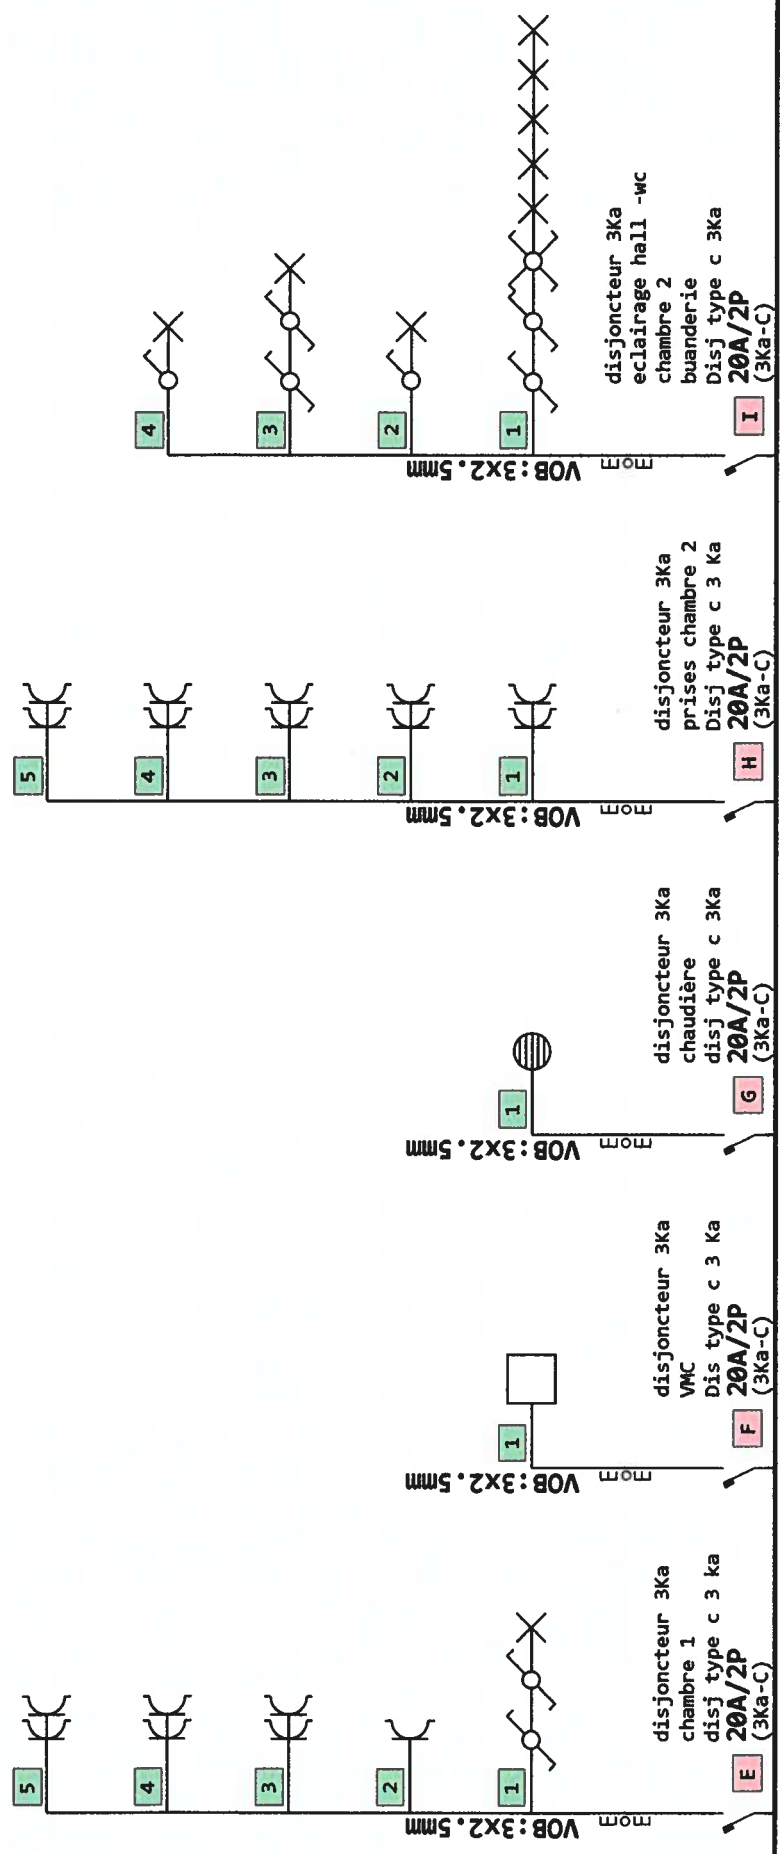 5
4
3
2
1
VOB:3x2.5mm
disjoncteur 3Ka
chambre 1
disj type c 3 ka
20A/2P
(3Ka-C)
E
1
VOB:3x2.5mm
disjoncteur 3Ka
VMC
Dis type c 3 Ka
20A/2P
(3Ka-C)
F
1
VOB:3x2.5mm
disjoncteur 3Ka
chaudière
disj type c 3Ka
20A/2P
(3Ka-C)
G
5
4
3
2
1
VOB:3x2.5mm
disjoncteur 3Ka
prises chambre 2
Disj type c 3 Ka
20A/2P
(3Ka-C)
H
4
3
2
1
VOB:3x2.5mm
disjoncteur 3Ka
eclairage hall -wc
chambre 2
buanderie
Disj type c 3Ka
20A/2P
(3Ka-C)
I